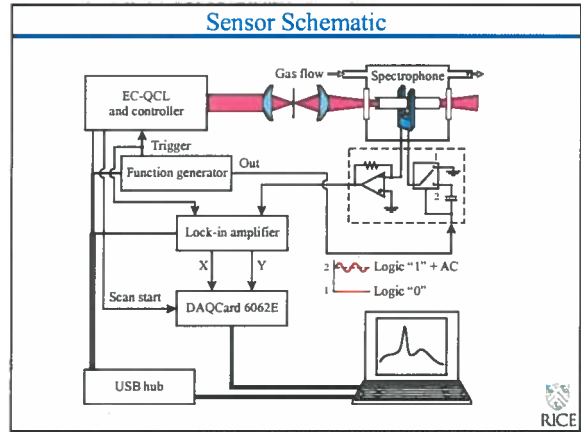 Sensor Schematic
Gas flow
Spectrophone
EC-QCL
and controller
Trigger
Out
Function generator
1
2
Lock-in amplifier
X
Y
2
Logic “1” + AC
1
Logic “0”
Scan start
DAQCard 6062E
USB hub
RICE